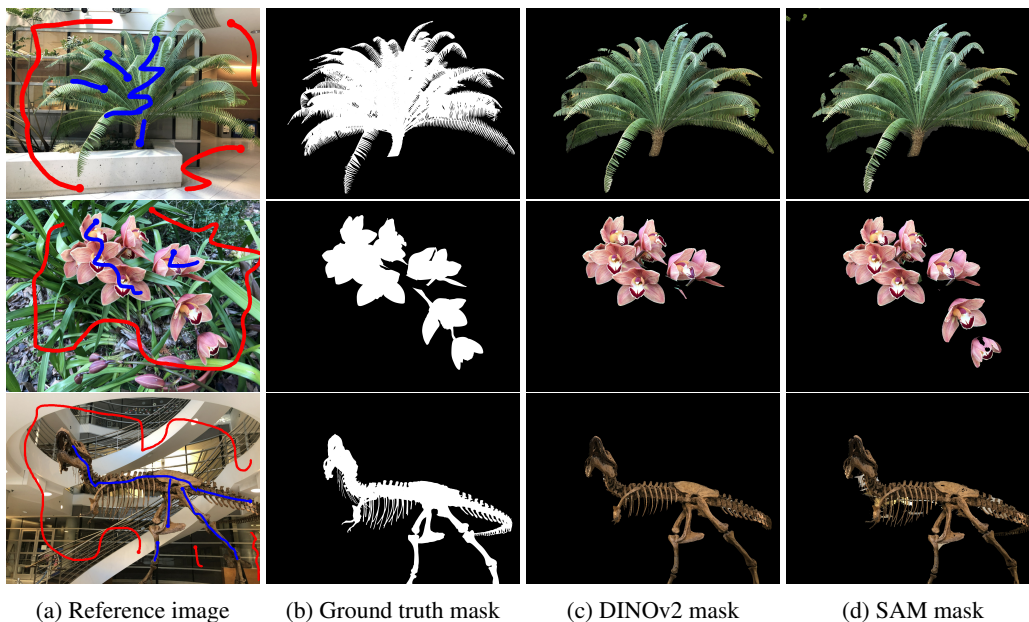 (a) Reference image
(b) Ground truth mask
(c) DINOv2 mask
(d) SAM mask